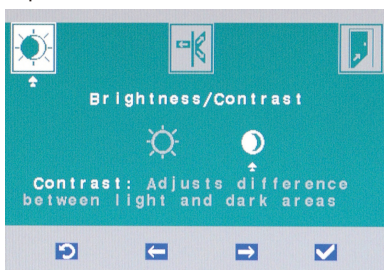 Brightness/Contrast
Contrast: Adjusts difference
between light and dark areas